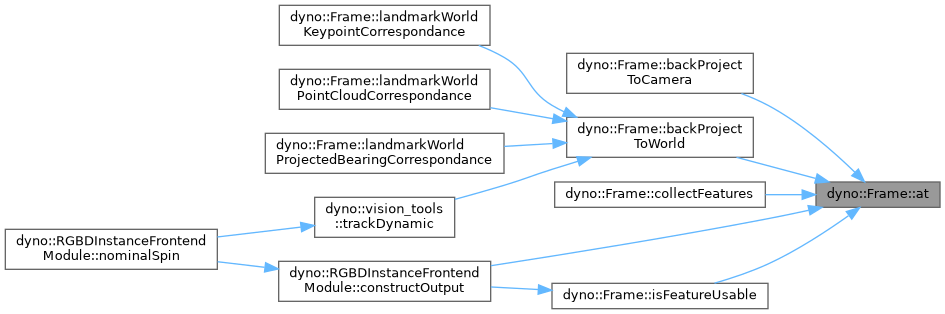 dyno::Frame::landmarkWorld
KeypointCorrespondance
dyno::Frame::landmarkWorld
PointCloudCorrespondance
dyno::Frame::landmarkWorld
ProjectedBearingCorrespondance
dyno::vision_tools
::trackDynamic
dyno::RGBDInstanceFrontend
Module::nominalSpin
dyno::RGBDInstanceFrontend
Module::constructOutput
dyno::Frame::backProject
ToCamera
dyno::Frame::backProject
ToWorld
dyno::Frame::collectFeatures
dyno::Frame::isFeatureUsable
dyno::Frame::at